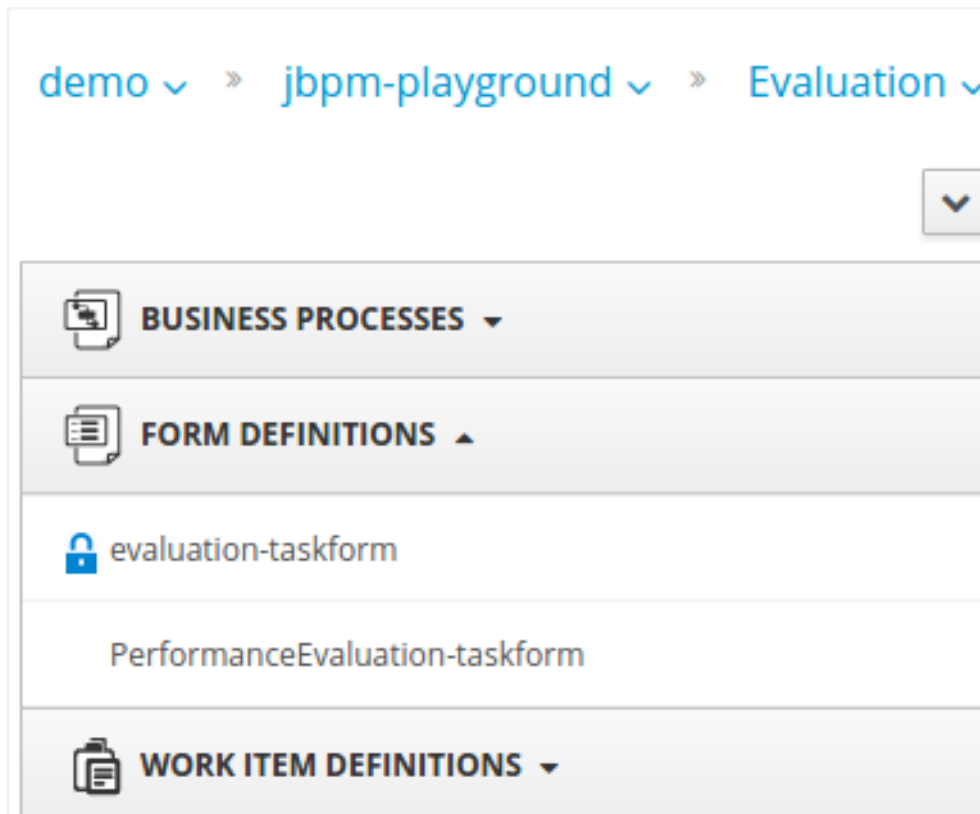 demo » jbpm-playground » Evaluation
BUSINESS PROCESSES
FORM DEFINITIONS
evaluation-taskform
PerformanceEvaluation-taskform
WORK ITEM DEFINITIONS